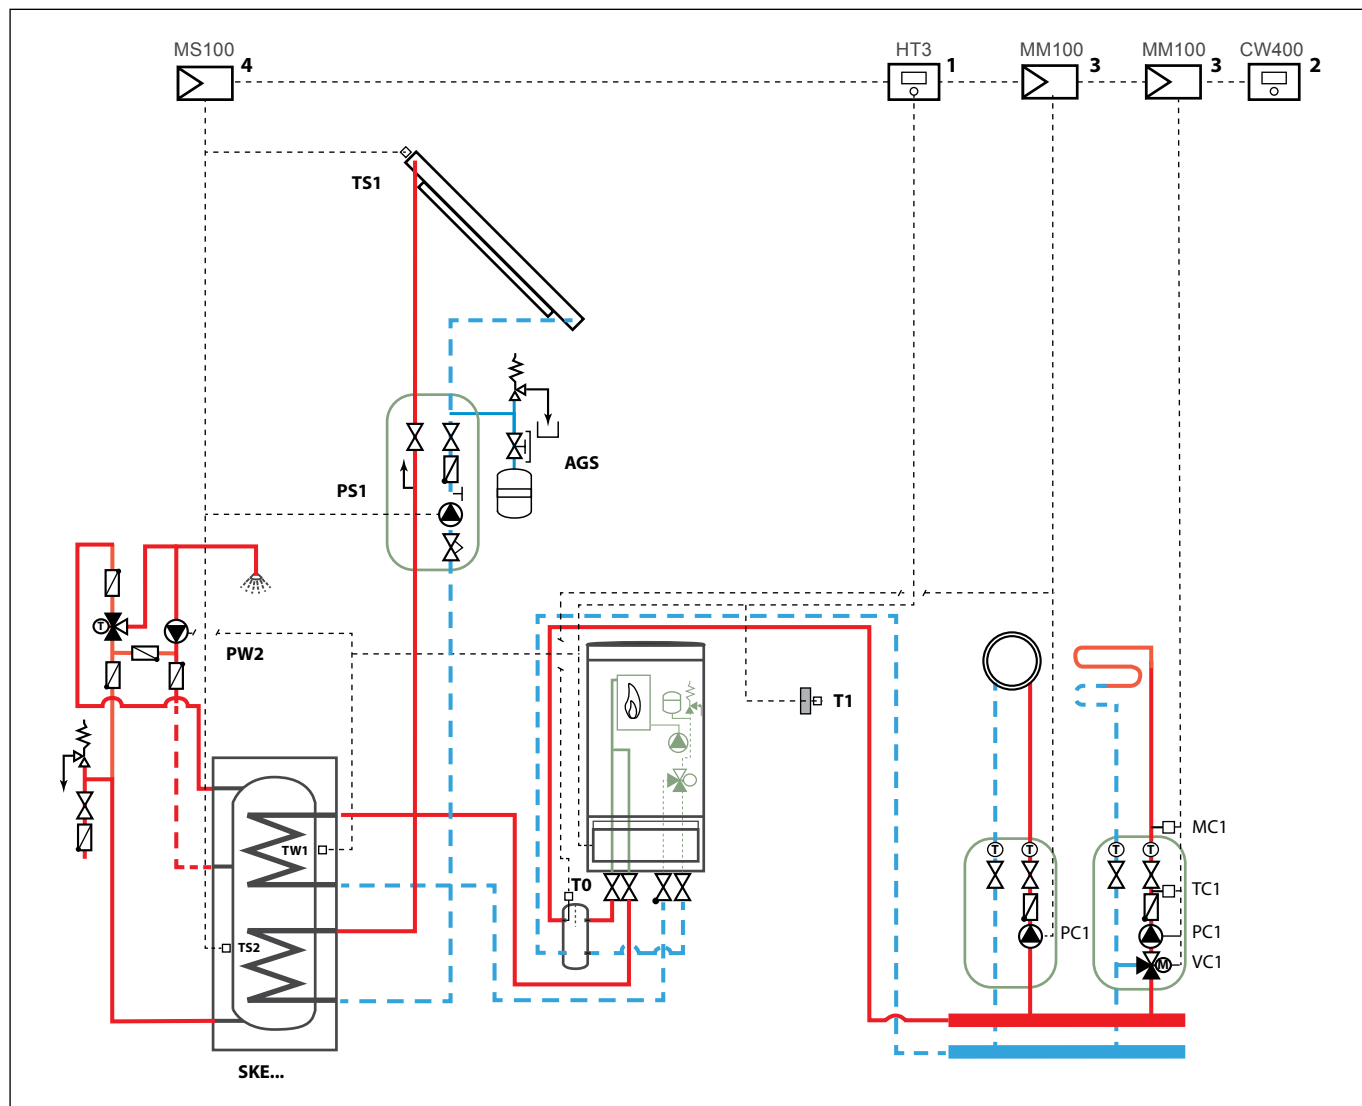 MS100 4
HT3 1
MM100 3
MM100 3
CW400 2
TS1
AGS
PS1
T
PW2
T1
MC1
T T T T
TW1
T0
TC1
PC1
PC1
TS2
M
VC1
SKE...